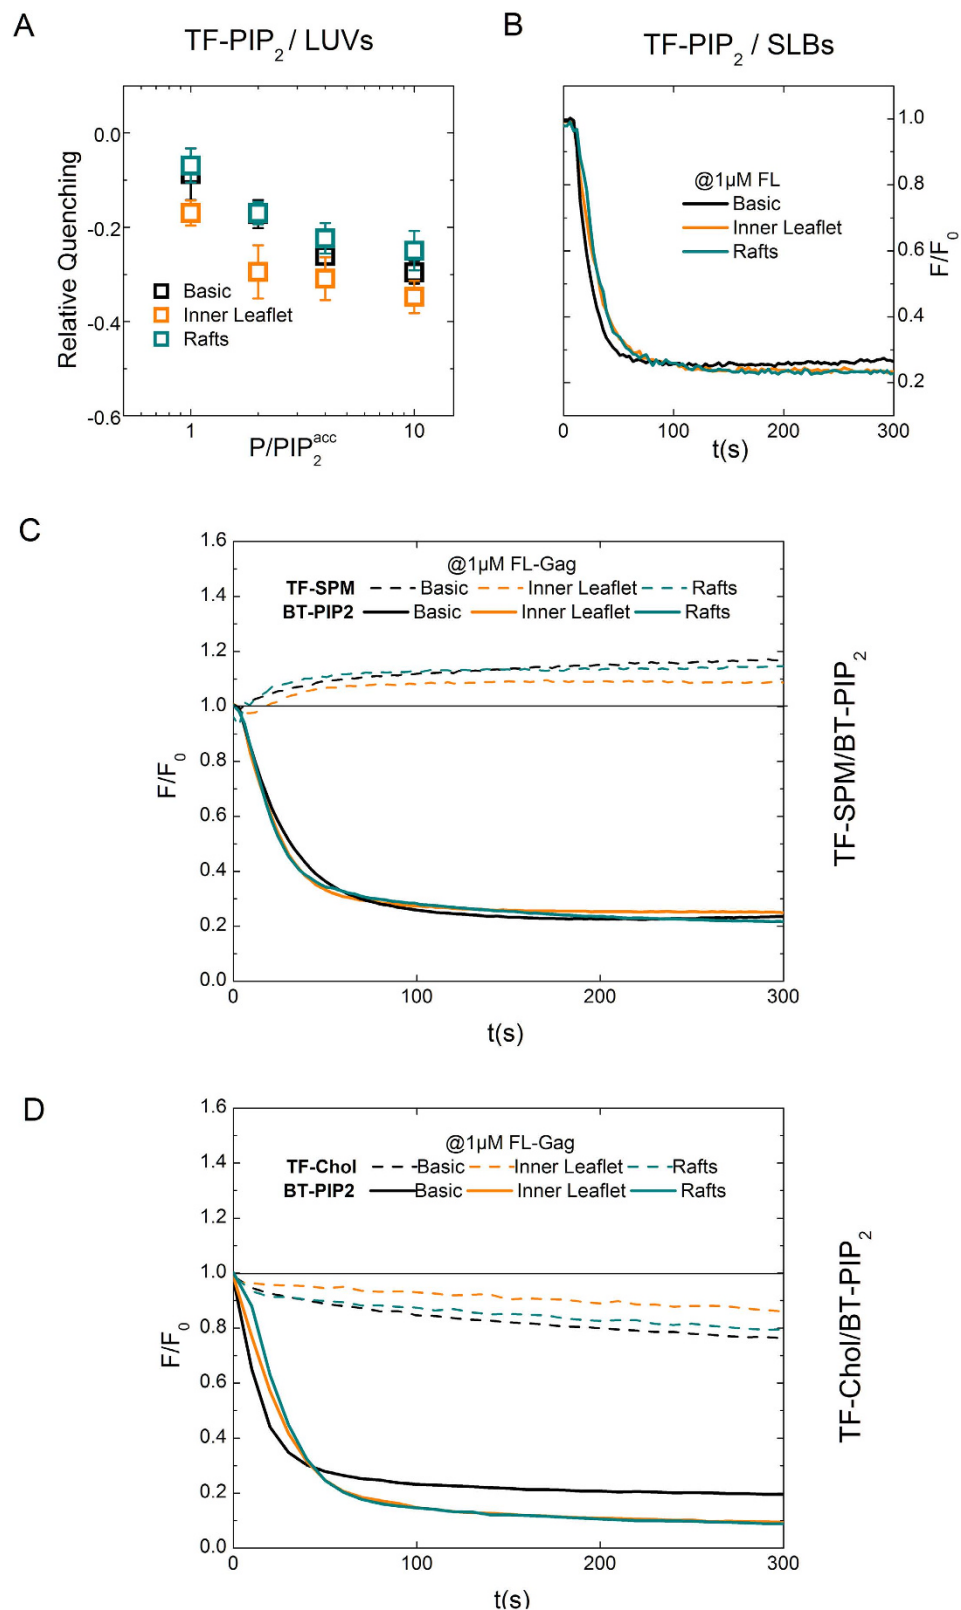 A
TF-PIP2 / LUVs
0.0
-0.2
-0.4
-0.6
Relative Quenching
Basic
Inner Leaflet
Rafts
1
10
P/PIP2acc
B
TF-PIP2 / SLBs
@1µM FL
Basic
Inner Leaflet
Rafts
1.0
0.8
0.6
0.4
0.2
F/F0
0
100
200
300
t(s)
C
1.6
1.4
1.2
1.0
0.8
0.6
0.4
0.2
0.0
F/F0
@1µM FL-Gag
TF-SPM Basic Inner Leaflet Rafts
BT-PIP2 Basic Inner Leaflet Rafts
0
100
200
300
t(s)
TF-SPM/BT-PIP2
D
1.6
1.4
1.2
1.0
0.8
0.6
0.4
0.2
0.0
F/F0
@1µM FL-Gag
TF-Chol Basic Inner Leaflet Rafts
BT-PIP2 Basic Inner Leaflet Rafts
0
100
200
300
t(s)
TF-Chol/BT-PIP2